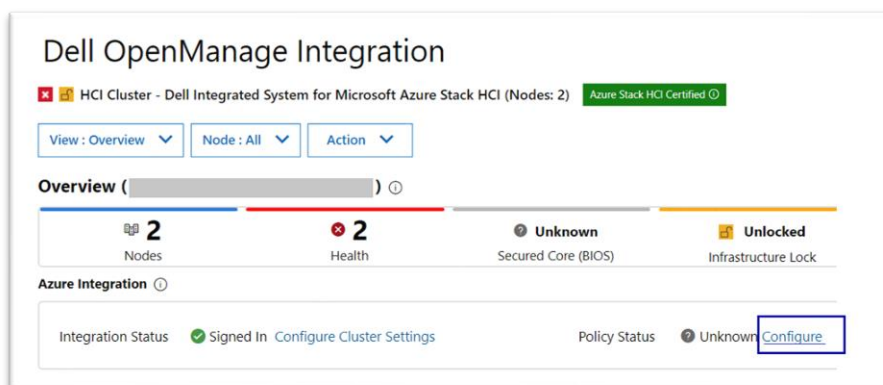 Dell OpenManage Integration
HCI Cluster - Dell Integrated System for Microsoft Azure Stack HCI (Nodes: 2) Azure Stack HCI Certified
View : Overview Node : All Action
Overview ( )
2 2 Unknown Unlocked
Nodes Health Secured Core (BIOS) Infrastructure Lock
Azure Integration
Integration Status Signed In Configure Cluster Settings Policy Status Unknown Configure